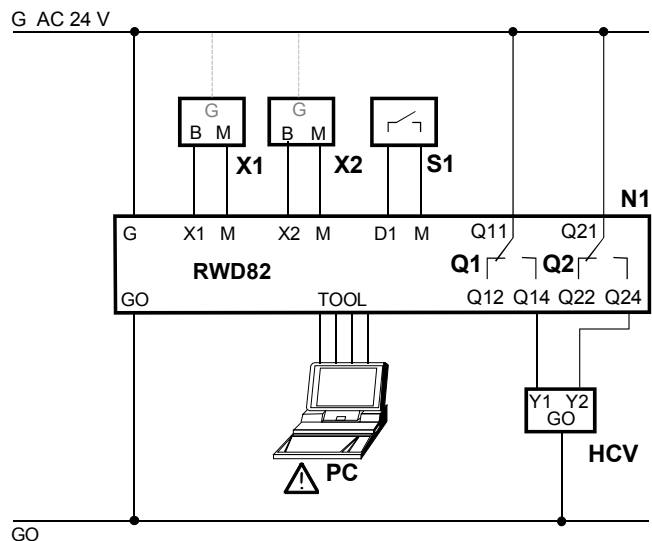 G AC 24 V
G G
B M B M
X1 X2 S1
N1
G X1 M X2 M D1 M Q11 Q21
Q1 Q2
RWD82
GO TOOL Q12 Q14 Q22 Q24
Y1 Y2
GO
HCV
PC
GO